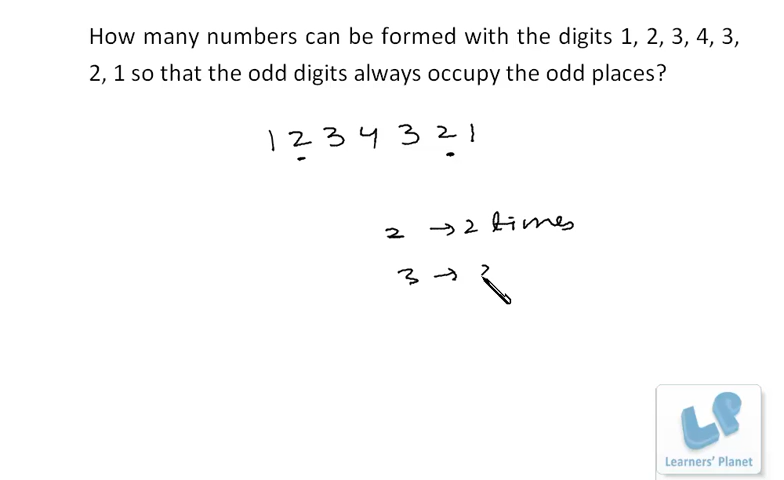 How many numbers can be formed with the digits 1, 2, 3, 4, 3,
2, 1 so that the odd digits always occupy the odd places?
1 2 3 4 3 2 1
2 → 2 times
3 →
LP
Learners' Planet